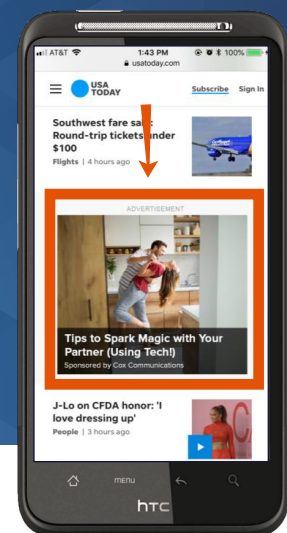 AT&T 1:43 PM 100%
usatoday.com
USA
TODAY
Subscribe Sign In
Southwest fare sale:
Round-trip tickets under
$100
Flights | 4 hours ago
ADVERTISEMENT
Tips to Spark Magic with Your
Partner (Using Tech!)
Sponsored by Cox Communications
J-Lo on CFDA honor: 'I
love dressing up'
People | 3 hours ago
menu
hTC